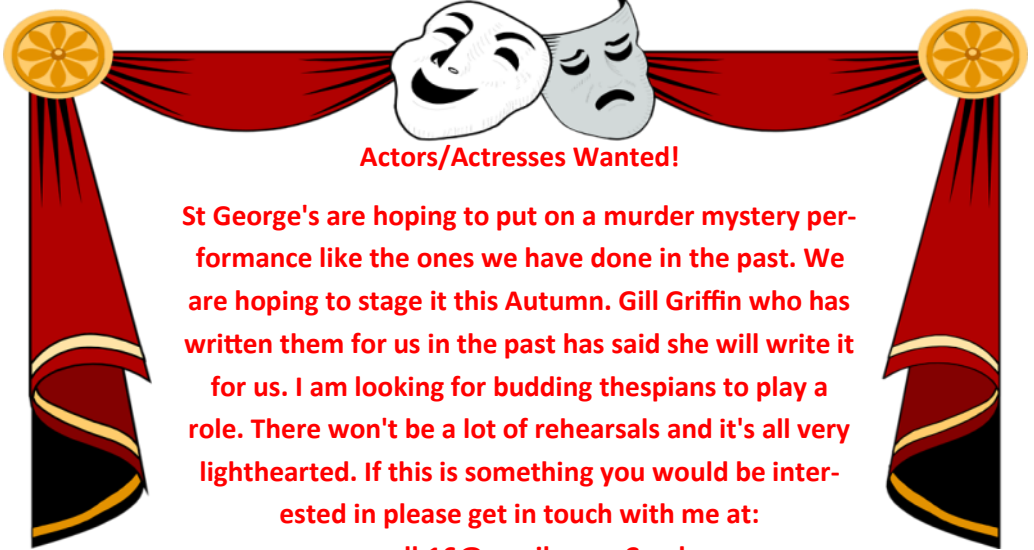 Actors/Actresses Wanted!
St George's are hoping to put on a murder mystery per-
formance like the ones we have done in the past. We
are hoping to stage it this Autumn. Gill Griffin who has
written them for us in the past has said she will write it
for us. I am looking for budding thespians to play a
role. There won't be a lot of rehearsals and it's all very
lighthearted. If this is something you would be inter-
ested in please get in touch with me at: